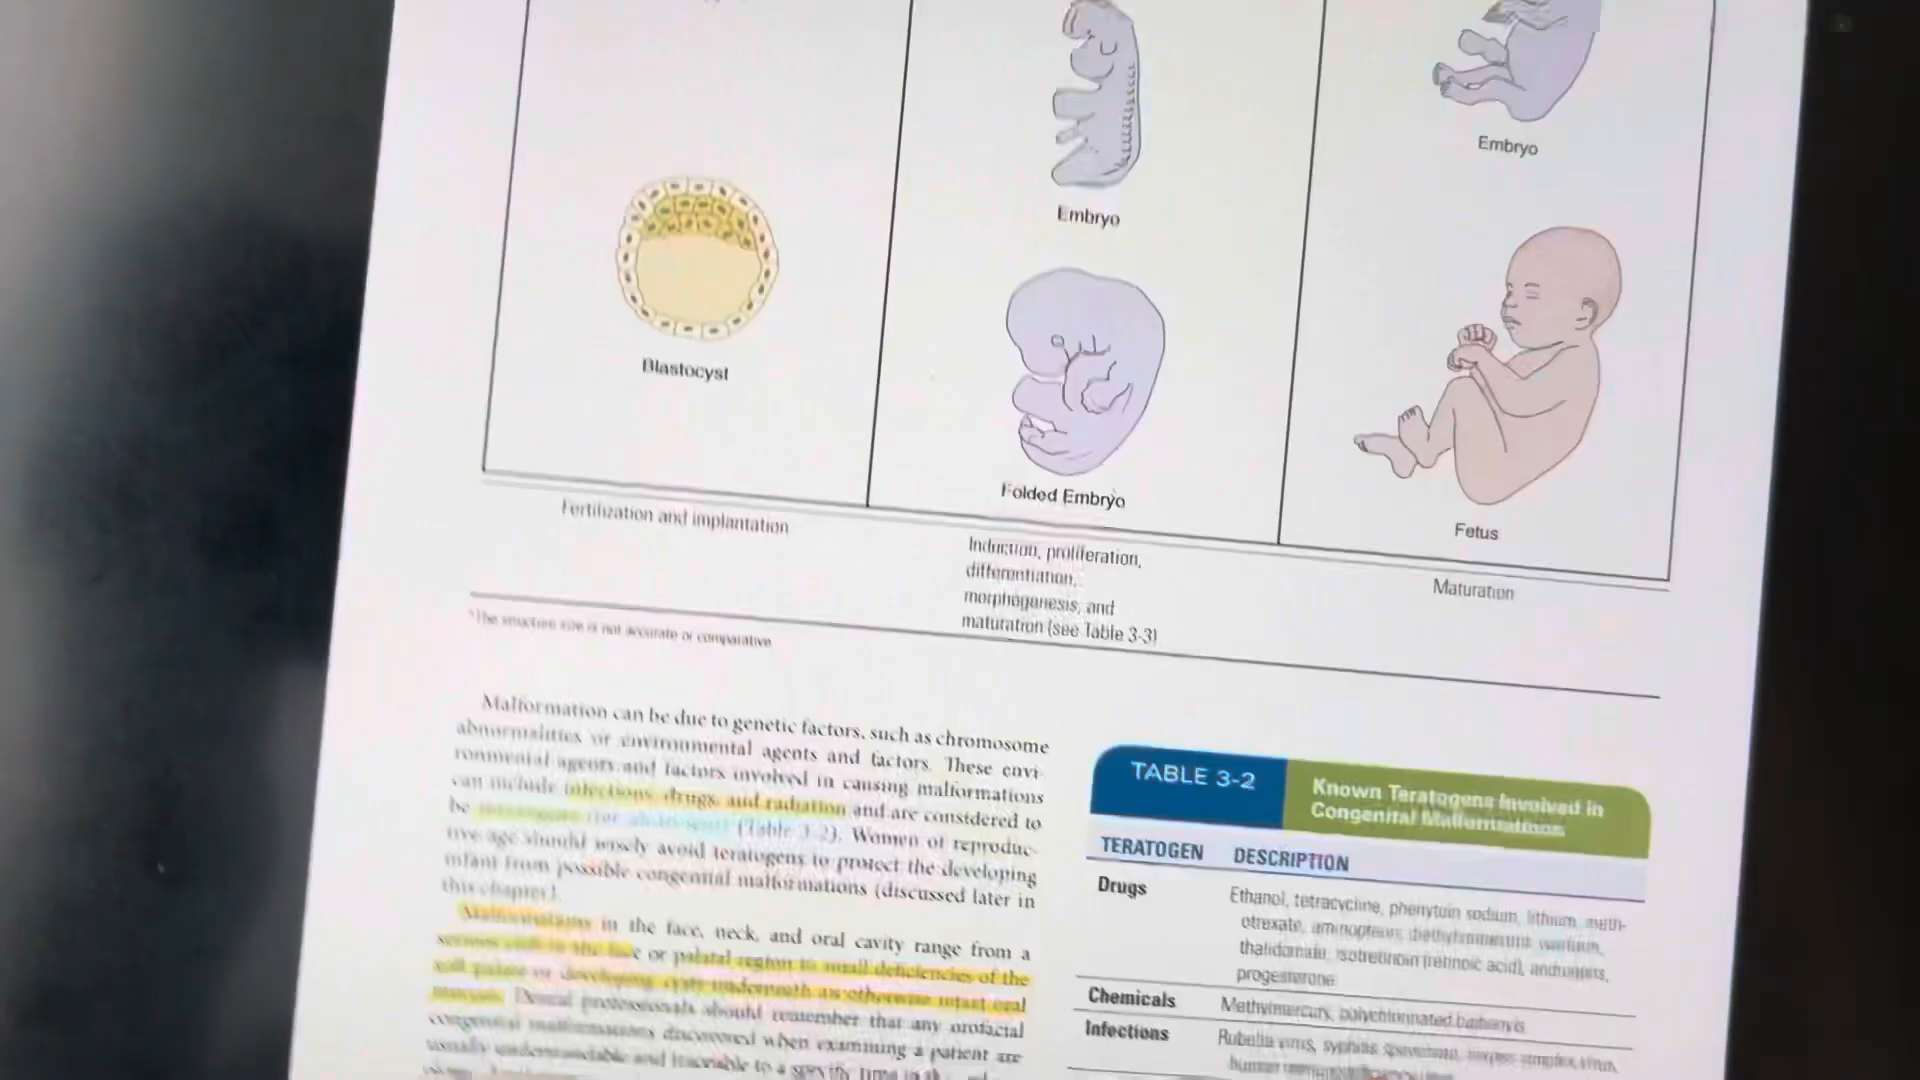 Embryo
Embryo
Blastocyst
Folded Embryo
Fetus
Fertilization and implantation
Induction, proliferation,
differentiation,
morphogenesis, and
maturation (see Table 3-3)
Maturation
*The structure size is not accurate or comparative
Malformation can be due to genetic factors, such as chromosome
abnormalities or environmental agents and factors. These envi-
ronmental agents and factors involved in causing malformations
can include infections, drugs, and radiation and are considered to
be (Table 3-2). Women of reproduc-
tive age should wisely avoid teratogens to protect the developing
infant from possible congenital malformations (discussed later in
this chapter).
Malformations in the face, neck, and oral cavity range from a
serious cleft in the face or palatal region to small deficiencies of the
soft palate or developing cysts underneath an otherwise intact oral
mucosa. Dental professionals should remember that any orofacial
congenital malformations discovered when examining a patient are
usually understandable and traceable to a specific time in the
TABLE 3-2
Known Teratogens Involved in
Congenital Malformations
TERATOGEN DESCRIPTION
Drugs
Ethanol, tetracycline, phenytoin sodium, lithium, meth-
otrexate, aminopterin, warfarin,
thalidomide, isotretinoin (retinoic acid), androgens,
progesterone
Chemicals
Methylmercury, polychlorinated biphenyls
Infections
Rubella virus, syphilis spirochete, herpes simplex virus,
human